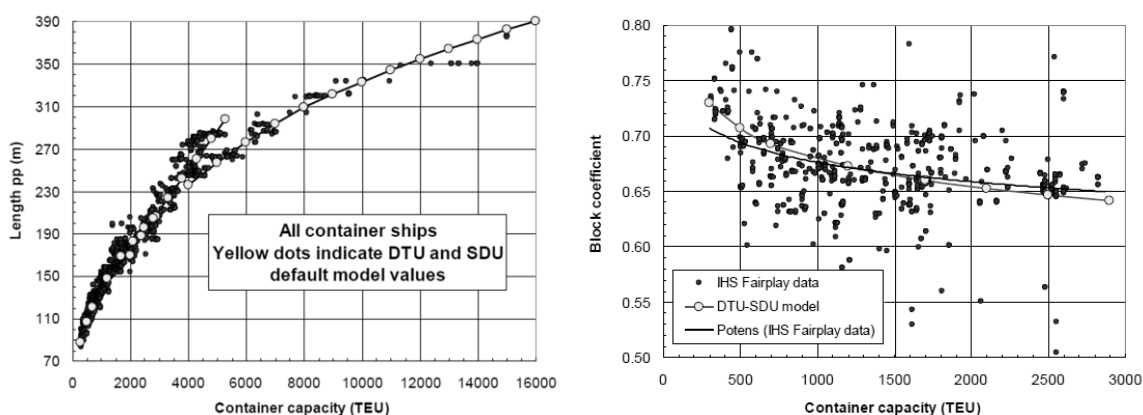 390
350
310
270
230
190
150
110
70
Length pp (m)
All container ships
Yellow dots indicate DTU and SDU
default model values
0 2000 4000 6000 8000 10000 12000 14000 16000
Container capacity (TEU)
0.80
0.75
0.70
0.65
0.60
0.55
0.50
Block coefficient
IHS Fairplay data
DTU-SDU model
Potens (IHS Fairplay data)
0 500 1000 1500 2000 2500 3000
Container capacity (TEU)